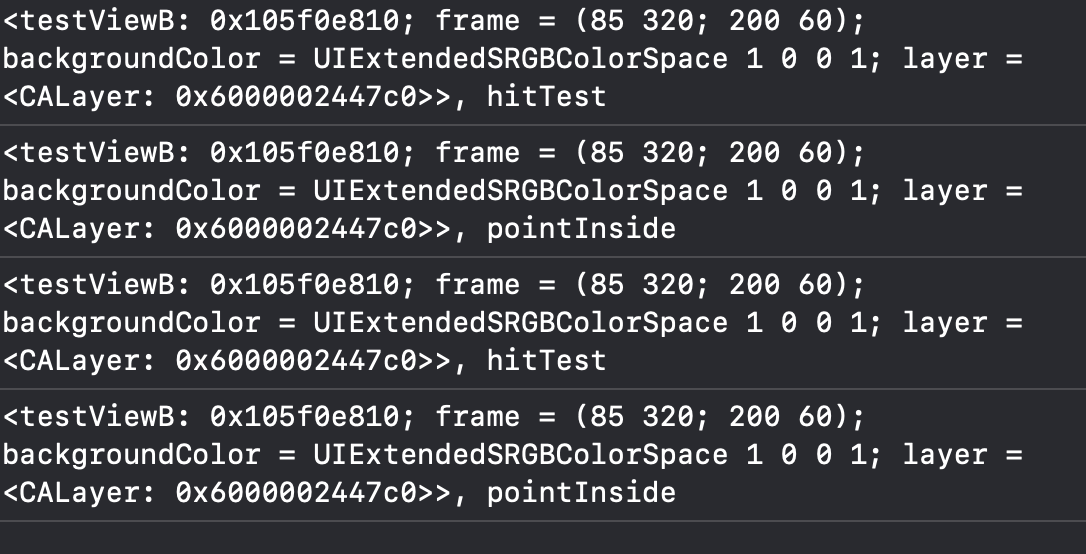 <testViewB: 0x105f0e810; frame = (85 320; 200 60);
backgroundColor = UIExtendedSRGBColorSpace 1 0 0 1; layer =
<CALayer: 0x6000002447c0>>, hitTest
<testViewB: 0x105f0e810; frame = (85 320; 200 60);
backgroundColor = UIExtendedSRGBColorSpace 1 0 0 1; layer =
<CALayer: 0x6000002447c0>>, pointInside
<testViewB: 0x105f0e810; frame = (85 320; 200 60);
backgroundColor = UIExtendedSRGBColorSpace 1 0 0 1; layer =
<CALayer: 0x6000002447c0>>, hitTest
<testViewB: 0x105f0e810; frame = (85 320; 200 60);
backgroundColor = UIExtendedSRGBColorSpace 1 0 0 1; layer =
<CALayer: 0x6000002447c0>>, pointInside